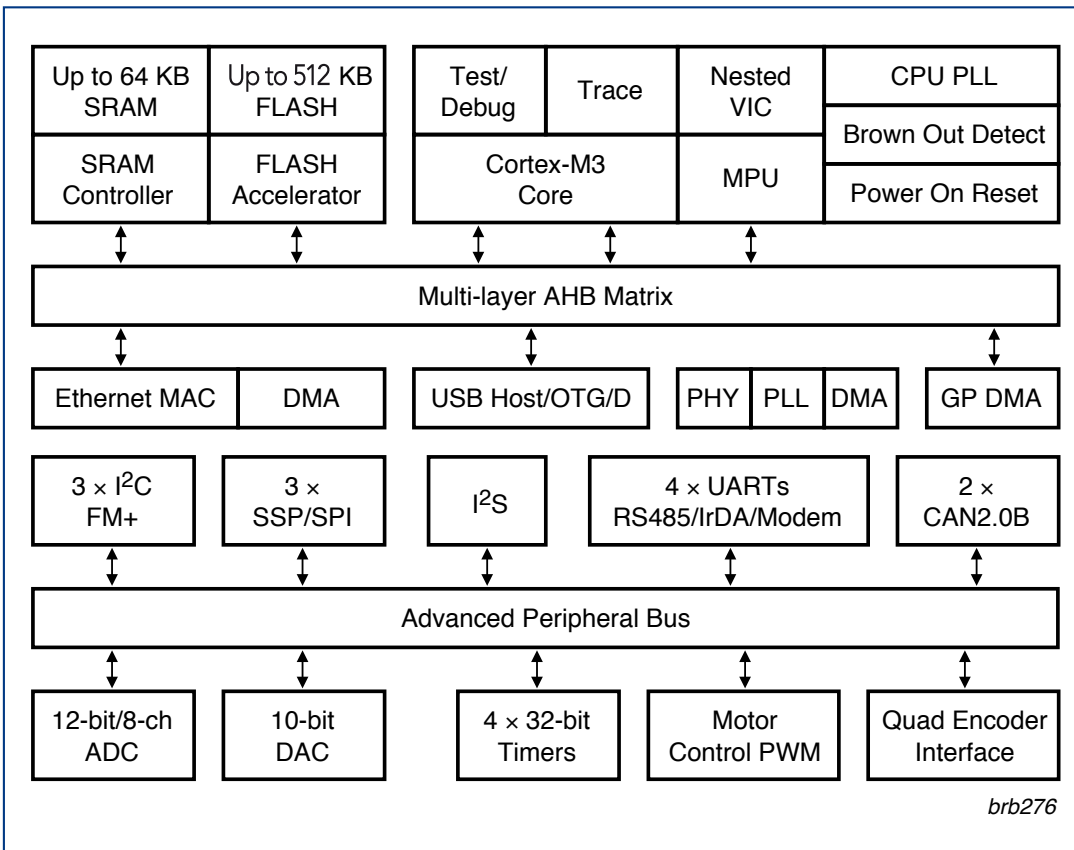 Up to 64 KB
SRAM
Up to 512 KB
FLASH
Test/
Debug
Trace
Nested
VIC
CPU PLL
Brown Out Detect
Power On Reset
SRAM
Controller
FLASH
Accelerator
Cortex-M3
Core
MPU
Multi-layer AHB Matrix
Ethernet MAC
DMA
USB Host/OTG/D
PHY
PLL
DMA
GP DMA
3 × I²C
FM+
3 ×
SSP/SPI
I²S
4 × UARTs
RS485/IrDA/Modem
2 ×
CAN2.0B
Advanced Peripheral Bus
12-bit/8-ch
ADC
10-bit
DAC
4 × 32-bit
Timers
Motor
Control PWM
Quad Encoder
Interface
brb276